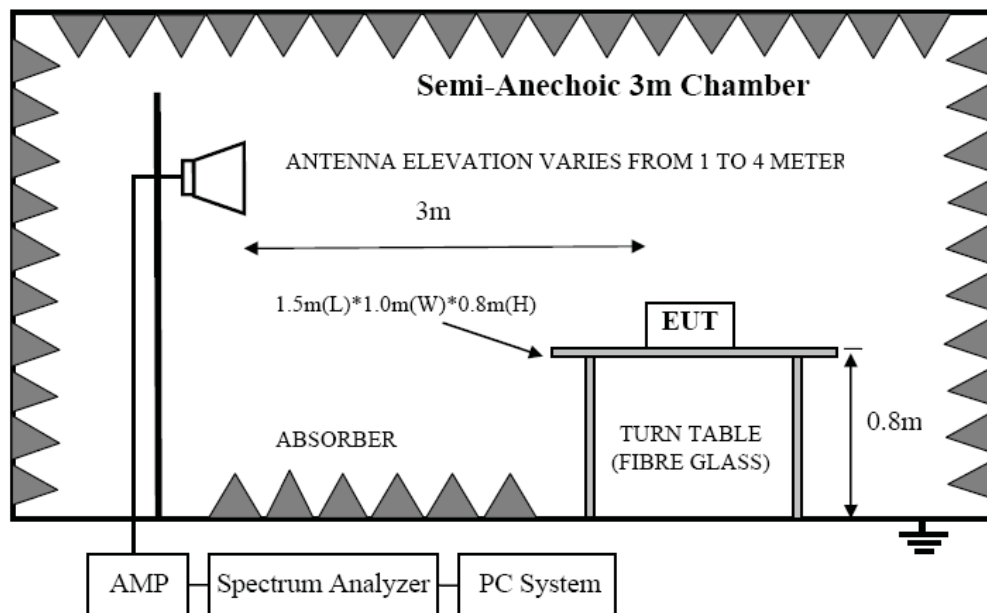 Semi-Anechoic 3m Chamber
ANTENNA ELEVATION VARIES FROM 1 TO 4 METER
3m
1.5m(L)*1.0m(W)*0.8m(H)
EUT
0.8m
ABSORBER
TURN TABLE
(FIBRE GLASS)
AMP
Spectrum Analyzer
PC System